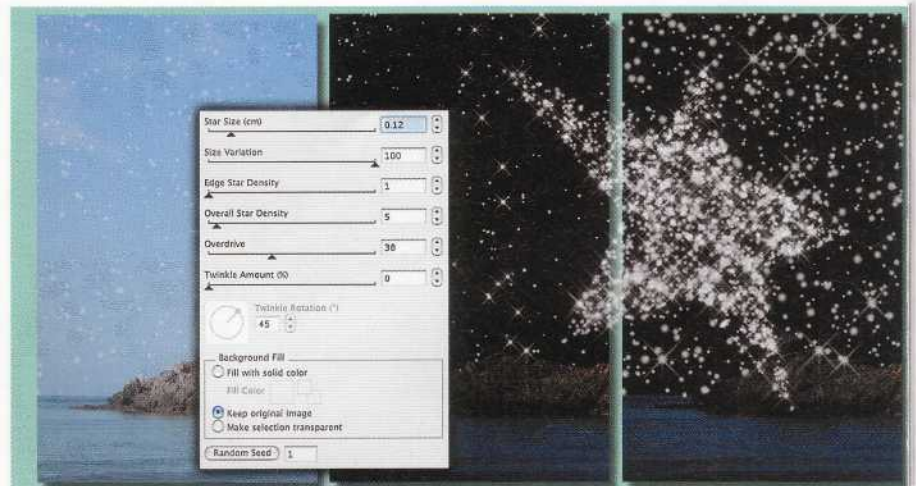 Star Size (cm)
0.12
Size Variation
100
Edge Star Density
1
Overall Star Density
5
Overdrive
38
Twinkle Amount (%)
0
Twinkle Rotation (°)
45
Background Fill
Fill with solid color
Fill Color
Keep original image
Make selection transparent
Random Seed 1